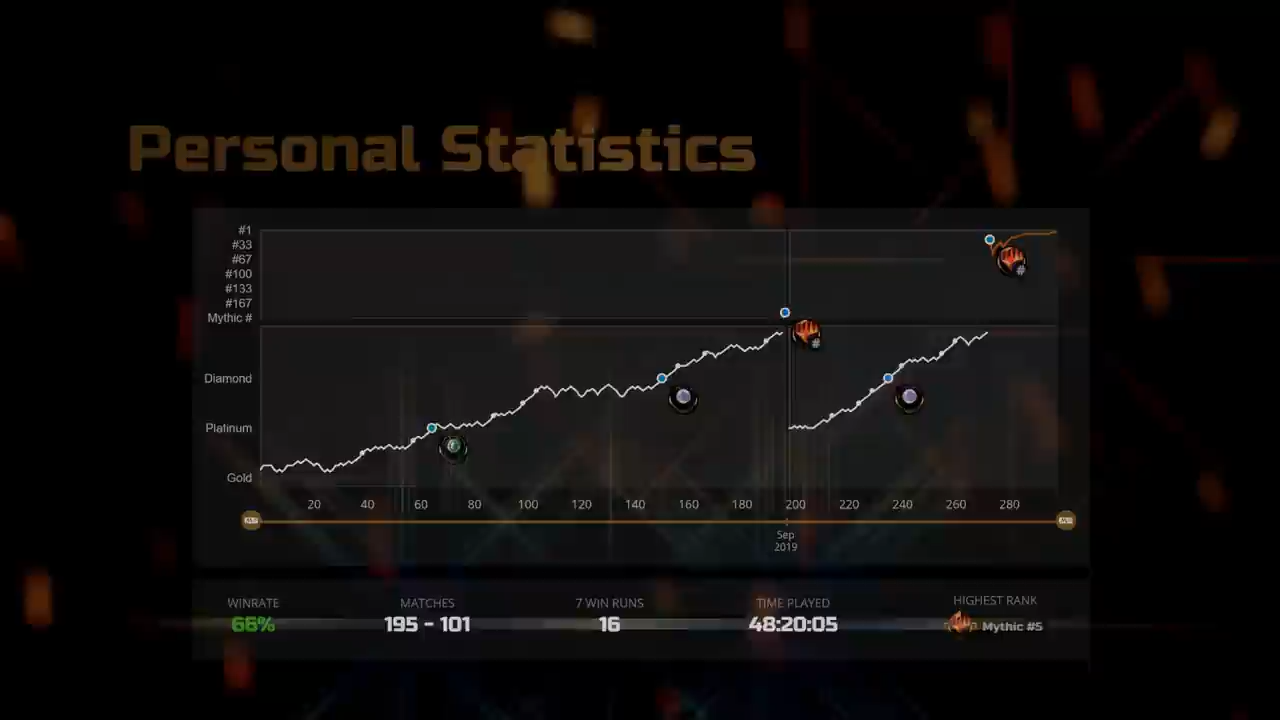 Personal Statistics
#1
#33
#67
#100
#133
#167
Mythic #
Diamond
Platinum
Gold
20 40 60 80 100 120 140 160 180 200 220 240 260 280
Sep
2019
WINRATE MATCHES 7 WIN RUNS TIME PLAYED HIGHEST RANK
66% 195 - 101 16 48:20:05 Mythic #5